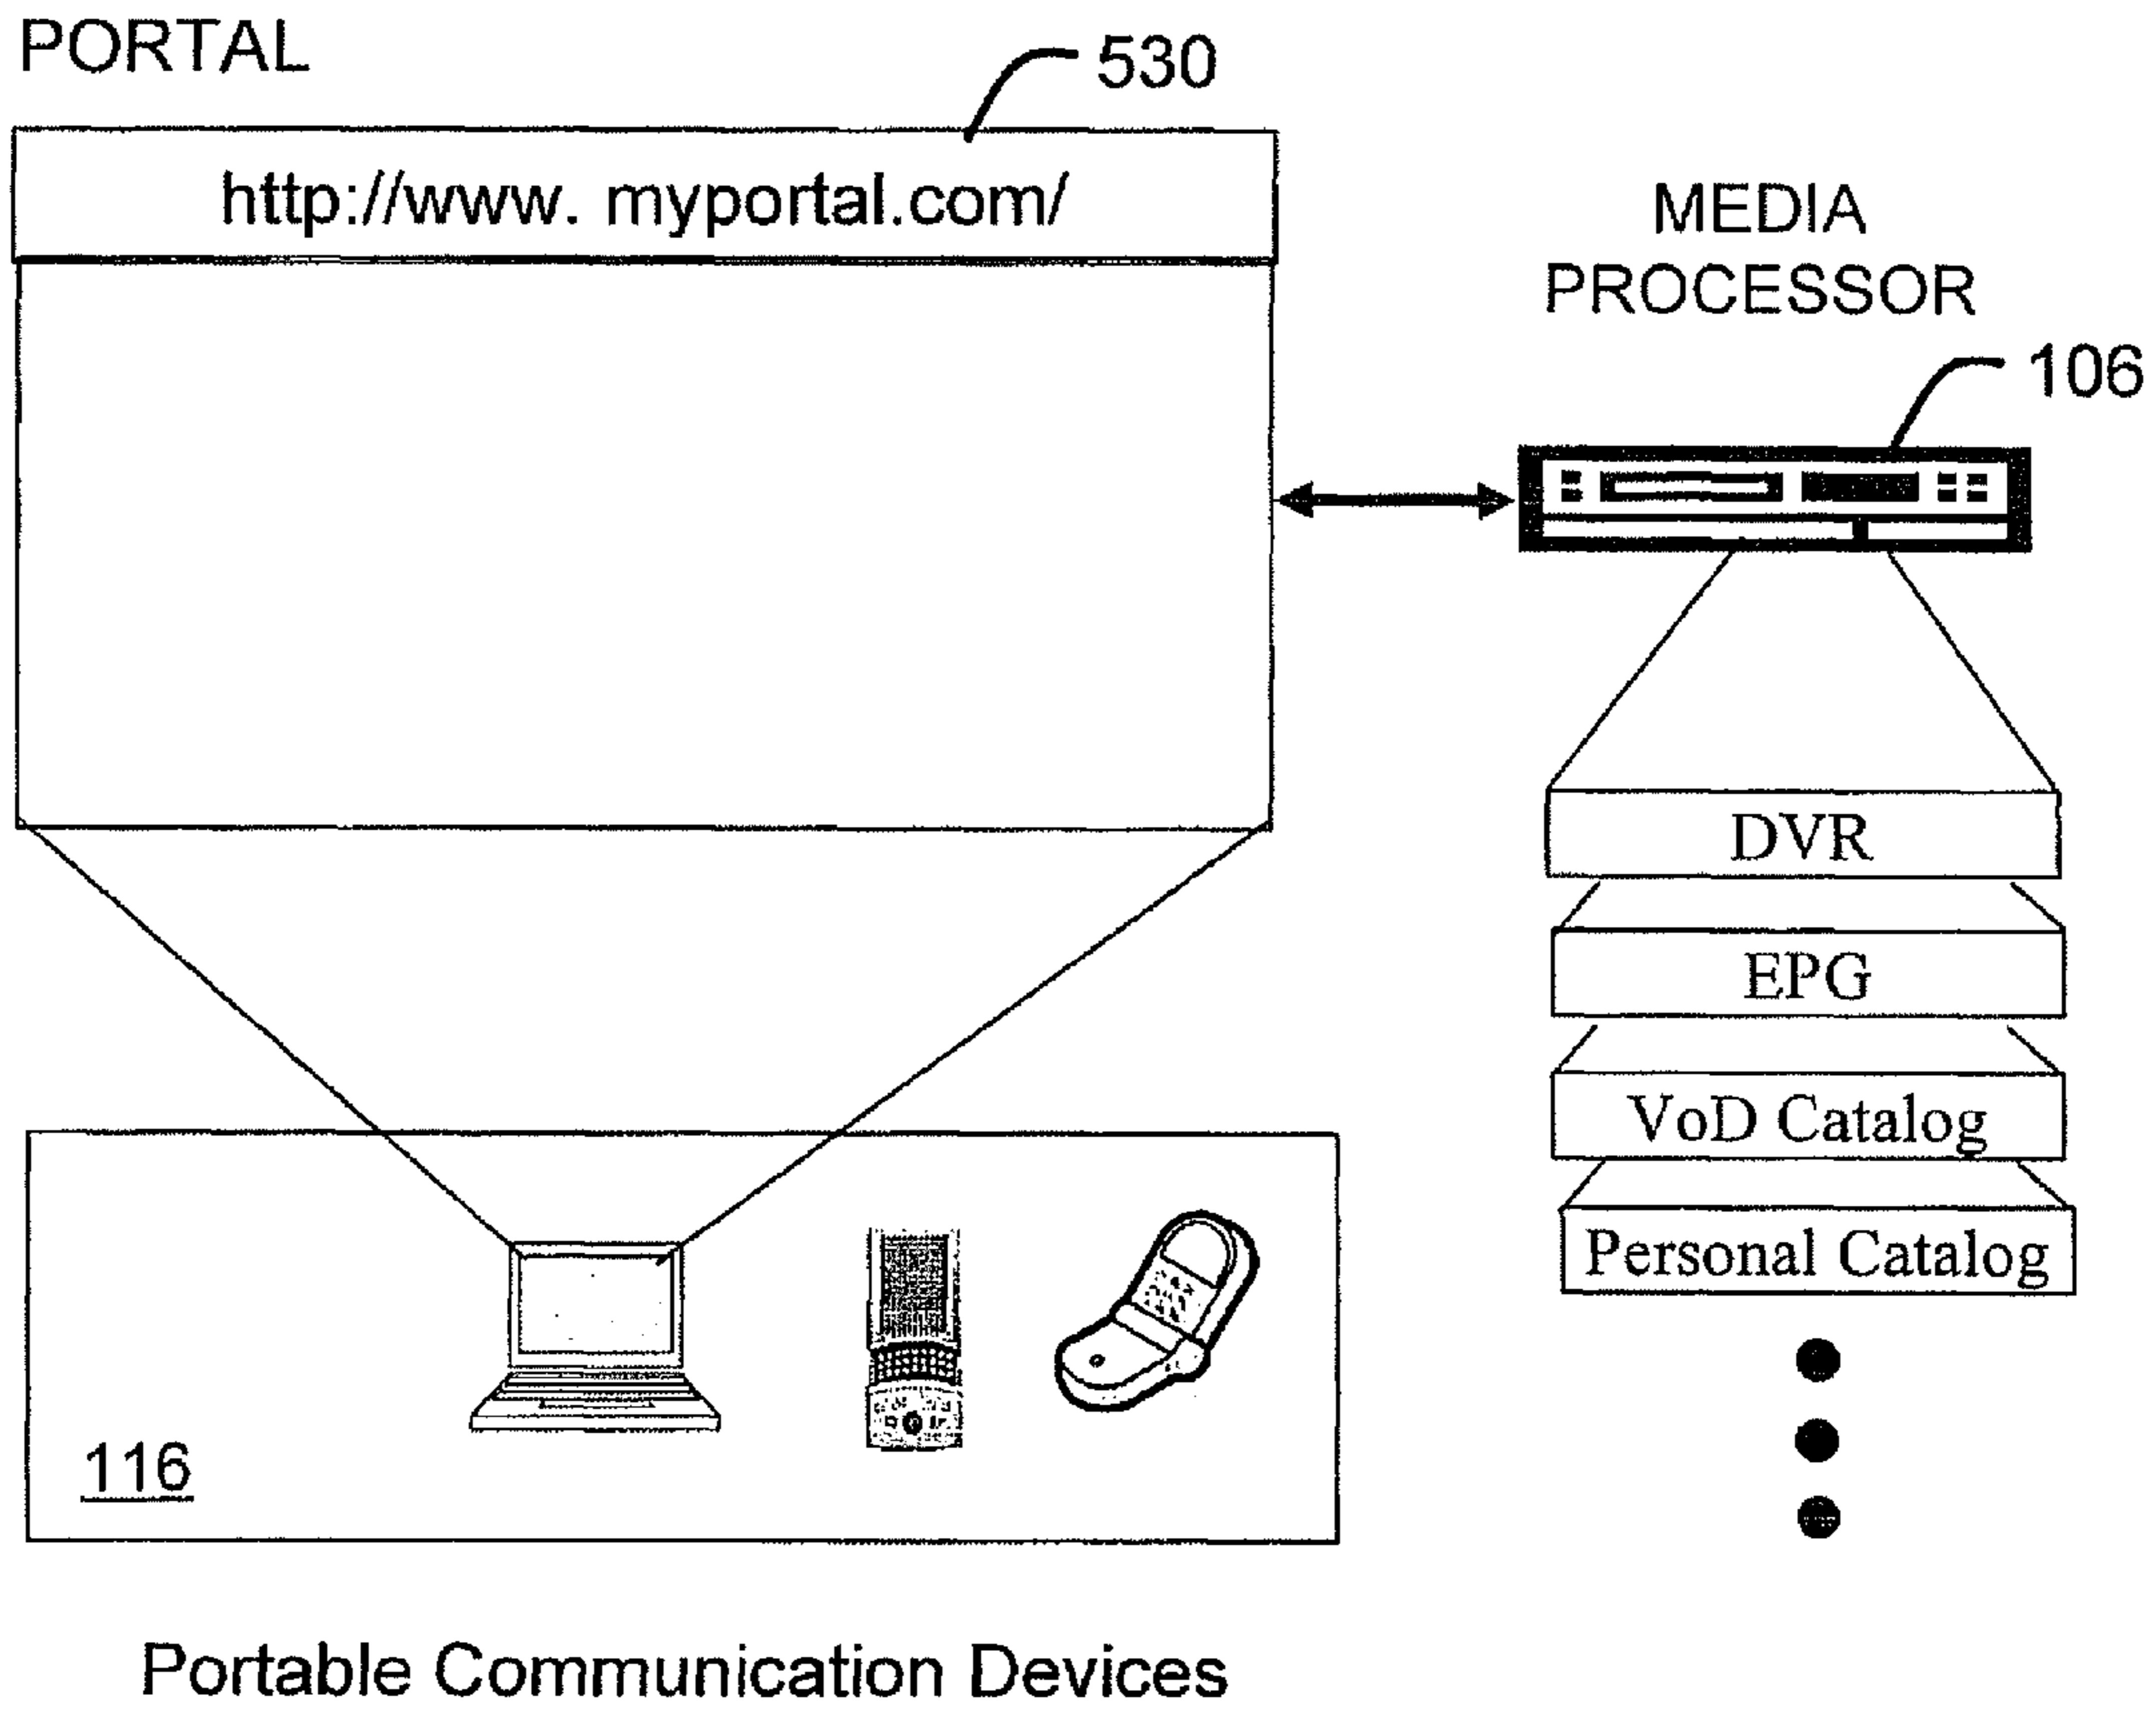 PORTAL
530
http://www. myportal.com/
MEDIA
PROCESSOR
106
DVR
EPG
VoD Catalog
Personal Catalog
116
Portable Communication Devices